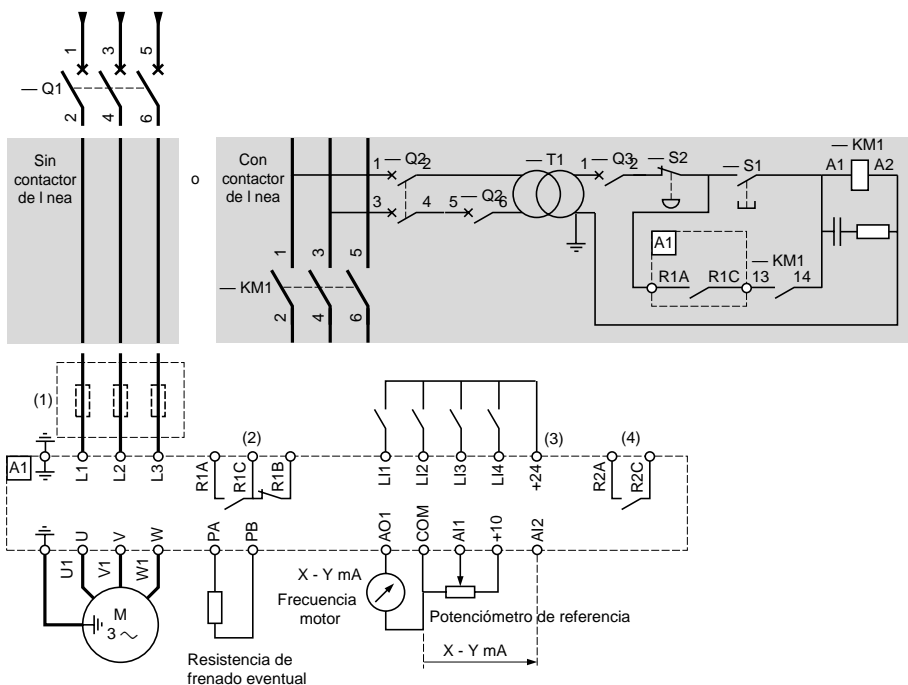 1 3 5
— Q1
2 4 6
Sin
contactor
de l nea
o
Con
contactor
de l nea
1 — Q2 2
3 4 5 — Q2 6
— T1
1 — Q3 2
— S2
— S1
— KM1
A1 A2
A1
R1A R1C
— KM1
13 14
1 3 5
— KM1
2 4 6
(1)
(2)
(3)
(4)
A1
L1 L2 L3
R1A R1C R1B
LI1 LI2 LI3 LI4 +24
R2A R2C
U V W
PA PB
AO1 COM AI1 +10 AI2
U1 V1 W1
M
3 ~
X - Y mA
Frecuencia
motor
Potenciómetro de referencia
X - Y mA
Resistencia de
frenado eventual